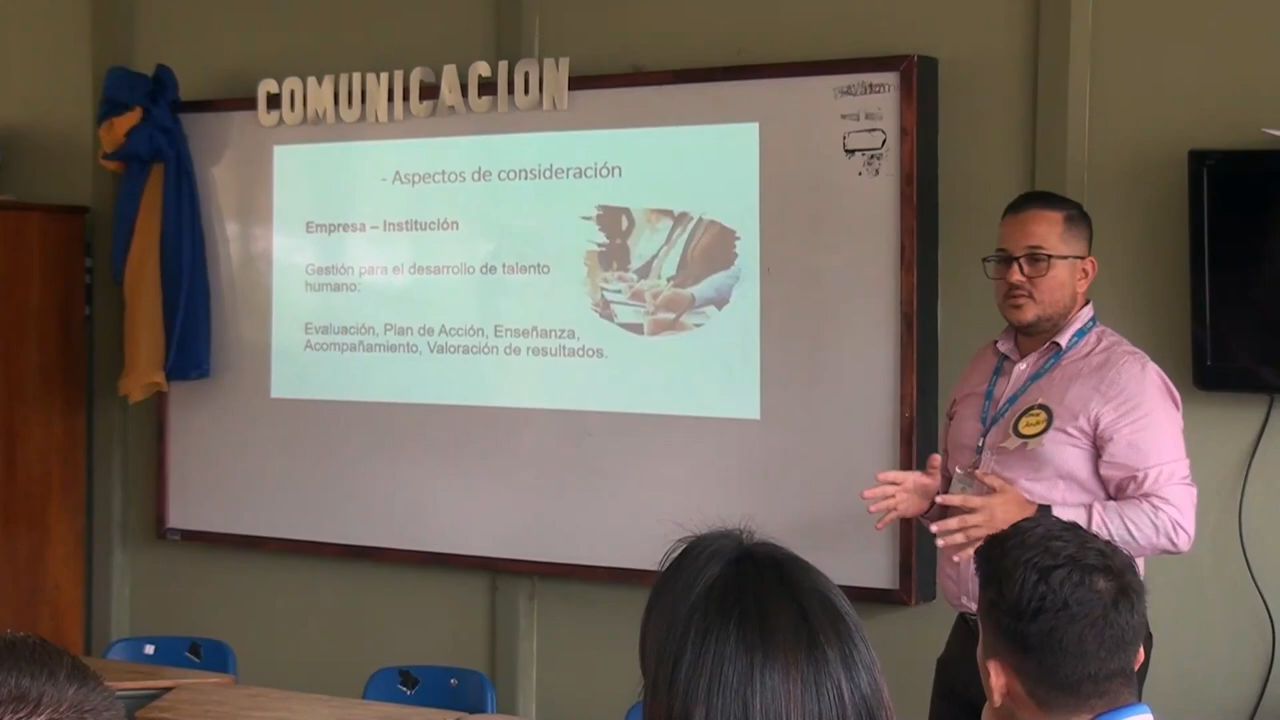 COMUNICACION
- Aspectos de consideración
Empresa – Institución
Gestión para el desarrollo de talento
humano:
Evaluación, Plan de Acción, Enseñanza,
Acompañamiento, Valoración de resultados.